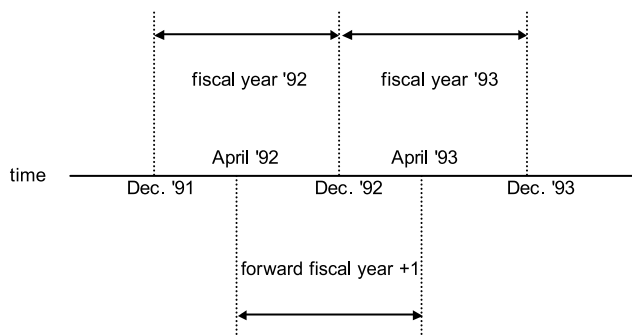 fiscal year '92
fiscal year '93
April '92
April '93
time
Dec. '91
Dec. '92
Dec. '93
forward fiscal year +1